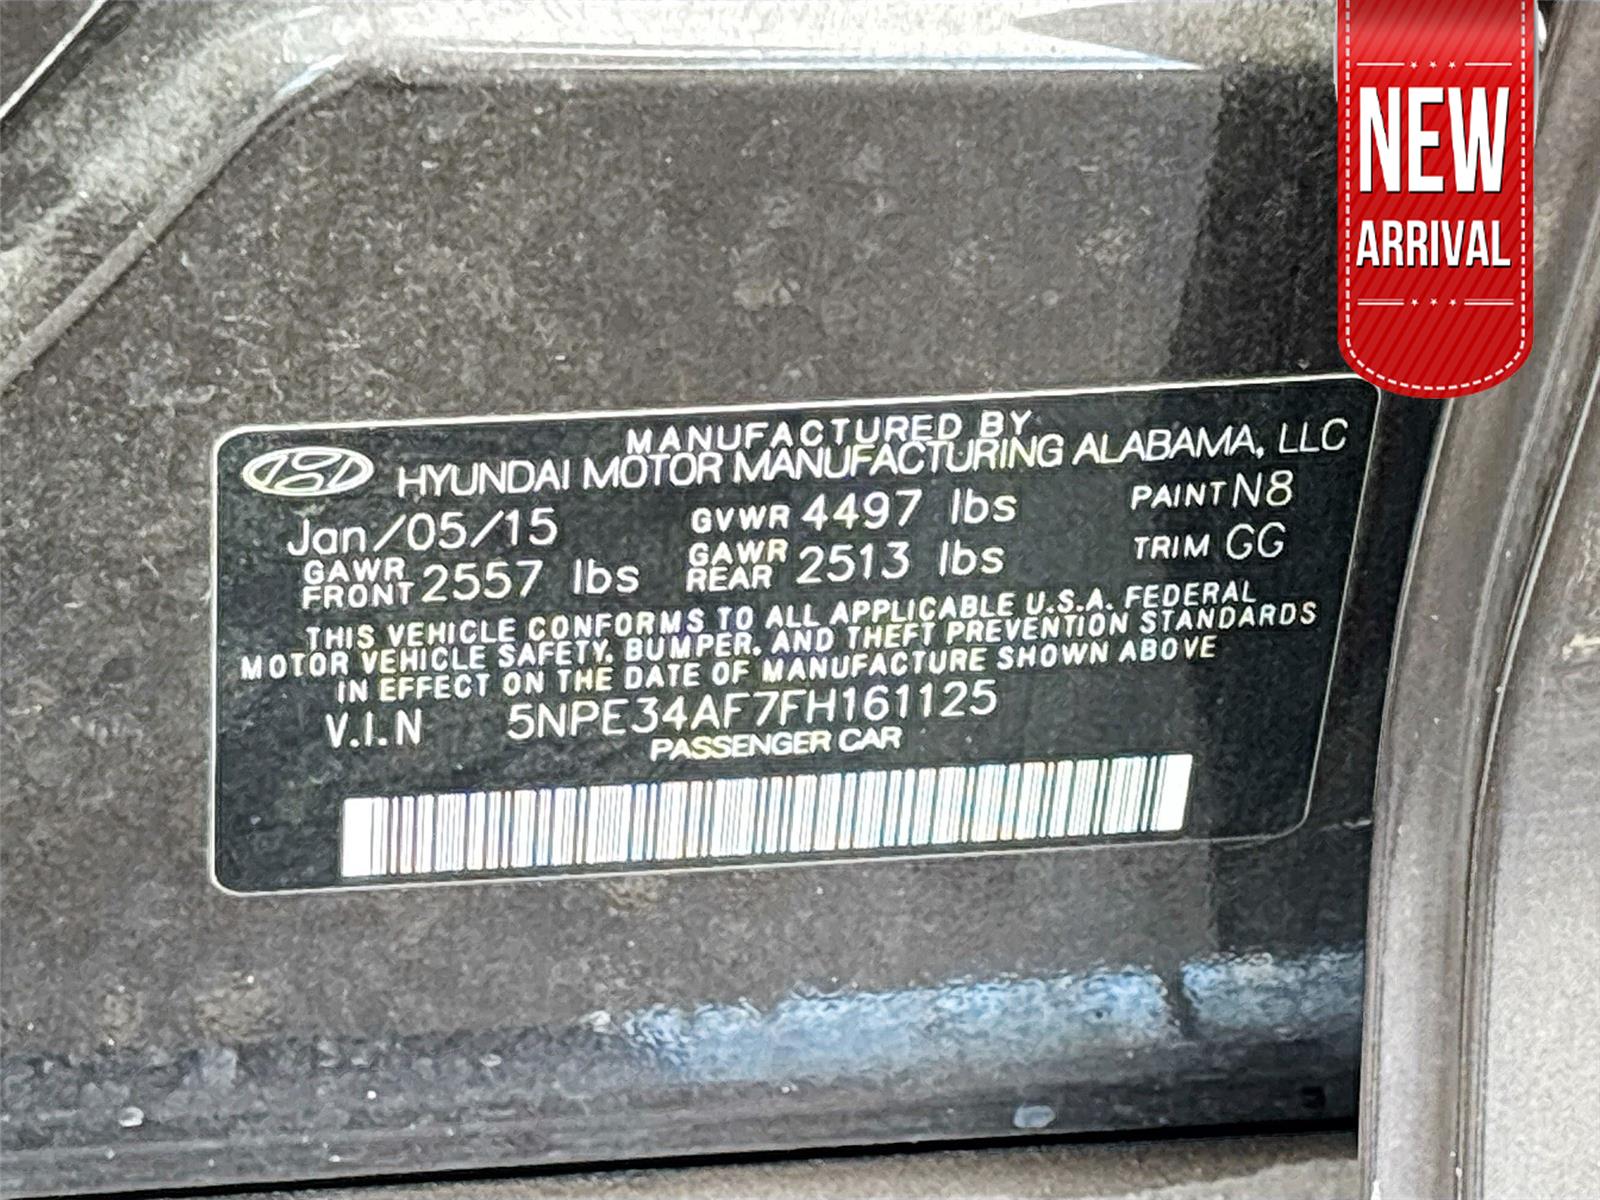 NEW
ARRIVAL
MANUFACTURED BY
HYUNDAI MOTOR MANUFACTURING ALABAMA, LLC
Jan/05/15 GVWR 4497 lbs PAINT N8
GAWR FRONT 2557 lbs GAWR REAR 2513 lbs TRIM GG
THIS VEHICLE CONFORMS TO ALL APPLICABLE U.S.A. FEDERAL
MOTOR VEHICLE SAFETY, BUMPER, AND THEFT PREVENTION STANDARDS
IN EFFECT ON THE DATE OF MANUFACTURE SHOWN ABOVE
V.I.N 5NPE34AF7FH161125
PASSENGER CAR